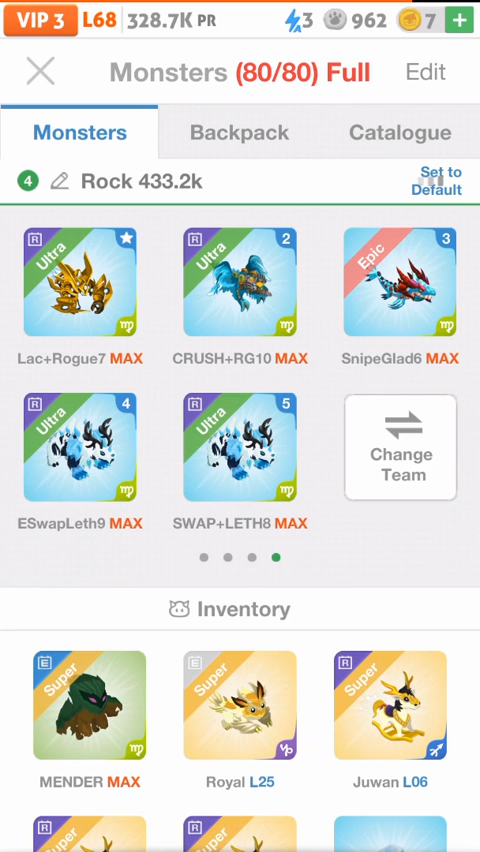 VIP 3 L68 328.7K PR 3 962 7 +
Monsters (80/80) Full Edit
Monsters Backpack Catalogue
4 Rock 433.2k Set to
Default
R Ultra R Ultra 2 Epic 3
Lac+Rogue7 MAX CRUSH+RG10 MAX SnipeGlad6 MAX
R Ultra 4 R Ultra 5 Change
Team
ESwapLeth9 MAX SWAP+LETH8 MAX
Inventory
E Super E Super R Super
MENDER MAX Royal L25 Juwan L06
R Super R Super